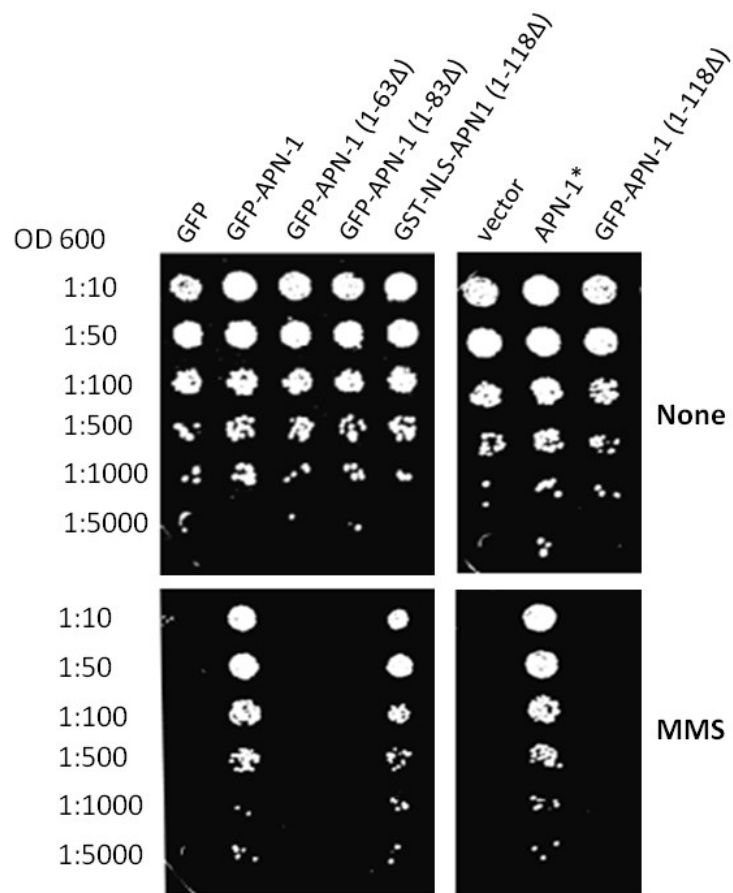 GFP
GFP-APN-1
GFP-APN-1 (1-63Δ)
GFP-APN-1 (1-83Δ)
GST-NLS-APN1 (1-118Δ)
vector
APN-1*
GFP-APN-1 (1-118Δ)
OD 600
1:10
1:50
1:100
1:500
1:1000
1:5000
None
1:10
1:50
1:100
1:500
1:1000
1:5000
MMS